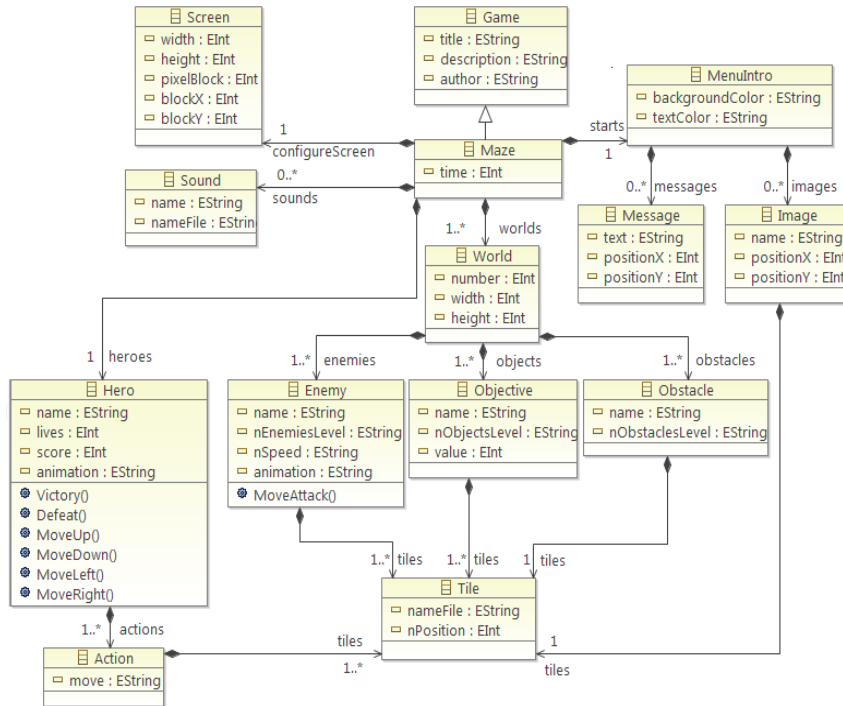 Screen
width : EInt
height : EInt
pixelBlock : EInt
blockX : EInt
blockY : EInt
Game
title : EString
description : EString
author : EString
MenuIntro
backgroundColor : EString
textColor : EString
1
configureScreen
starts
1
Maze
time : EInt
0..*
sounds
Sound
name : EString
nameFile : EString
1..*
worlds
0..*
messages
0..*
images
Message
text : EString
positionX : EInt
positionY : EInt
Image
name : EString
positionX : EInt
positionY : EInt
World
number : EInt
width : EInt
height : EInt
1
heroes
1..*
enemies
1..*
objects
1..*
obstacles
Hero
name : EString
lives : EInt
score : EInt
animation : EString
Victory()
Defeat()
MoveUp()
MoveDown()
MoveLeft()
MoveRight()
Enemy
name : EString
nEnemiesLevel : EString
nSpeed : EString
animation : EString
MoveAttack()
Objective
name : EString
nObjectsLevel : EString
value : EInt
Obstacle
name : EString
nObstaclesLevel : EString
1..*
tiles
1..*
tiles
1
tiles
Tile
nameFile : EString
nPosition : EInt
1..*
actions
tiles
1..*
1
tiles
Action
move : EString